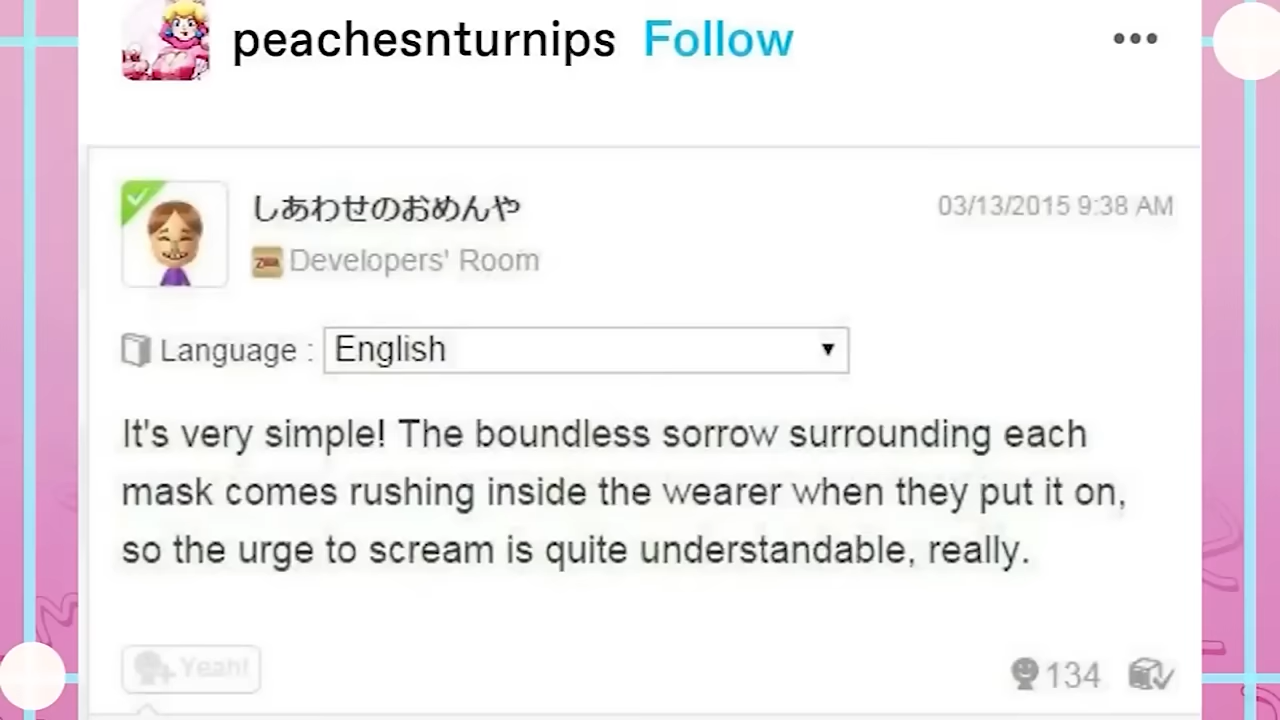 peachesnturnips Follow
しあわせのおめんや
03/13/2015 9:38 AM
Developers' Room
Language : English
It's very simple! The boundless sorrow surrounding each
mask comes rushing inside the wearer when they put it on,
so the urge to scream is quite understandable, really.
Yeah!
134